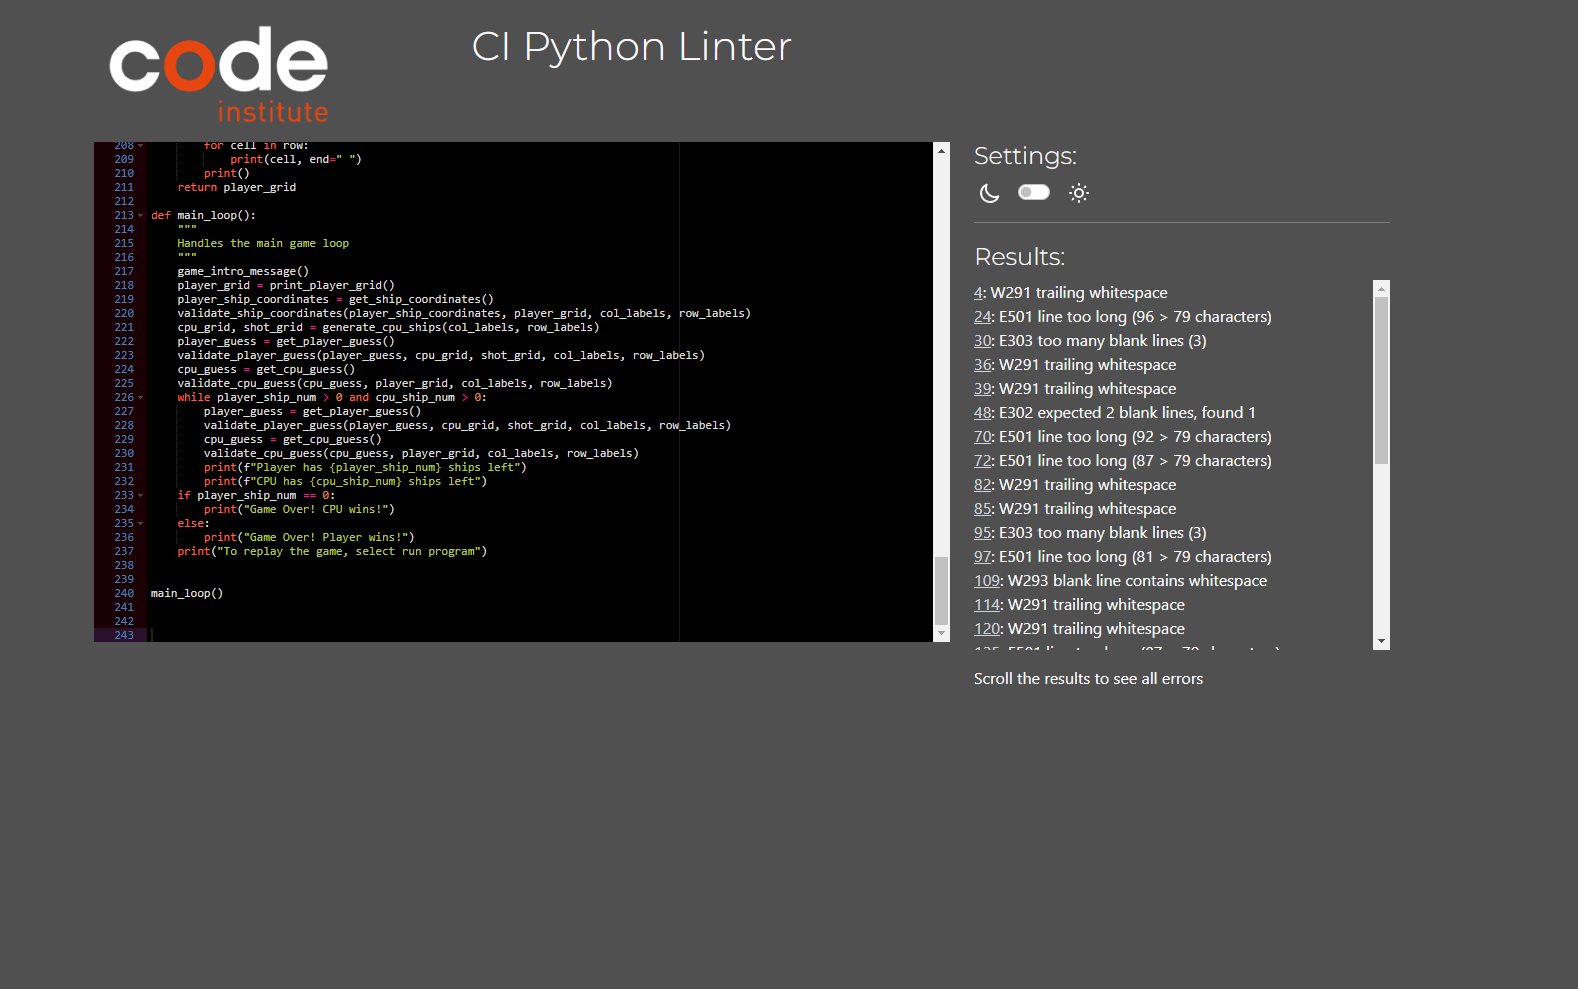 code
institute
CI Python Linter
208 for cell in row:
209 print(cell, end=" ")
210 print()
211 return player_grid
212
213 def main_loop():
214 """
215 Handles the main game loop
216 """
217 game_intro_message()
218 player_grid = print_player_grid()
219 player_ship_coordinates = get_ship_coordinates()
220 validate_ship_coordinates(player_ship_coordinates, player_grid, col_labels, row_labels)
221 cpu_grid, shot_grid = generate_cpu_ships(col_labels, row_labels)
222 player_guess = get_player_guess()
223 validate_player_guess(player_guess, cpu_grid, shot_grid, col_labels, row_labels)
224 cpu_guess = get_cpu_guess()
225 validate_cpu_guess(cpu_guess, player_grid, col_labels, row_labels)
226 while player_ship_num > 0 and cpu_ship_num > 0:
227 player_guess = get_player_guess()
228 validate_player_guess(player_guess, cpu_grid, shot_grid, col_labels, row_labels)
229 cpu_guess = get_cpu_guess()
230 validate_cpu_guess(cpu_guess, player_grid, col_labels, row_labels)
231 print(f"Player has {player_ship_num} ships left")
232 print(f"CPU has {cpu_ship_num} ships left")
233 if player_ship_num == 0:
234 print("Game Over! CPU wins!")
235 else:
236 print("Game Over! Player wins!")
237 print("To replay the game, select run program")
238
239
240 main_loop()
241
242
243
Settings:
Results:
4: W291 trailing whitespace
24: E501 line too long (96 > 79 characters)
30: E303 too many blank lines (3)
36: W291 trailing whitespace
39: W291 trailing whitespace
48: E302 expected 2 blank lines, found 1
70: E501 line too long (92 > 79 characters)
72: E501 line too long (87 > 79 characters)
82: W291 trailing whitespace
85: W291 trailing whitespace
95: E303 too many blank lines (3)
97: E501 line too long (81 > 79 characters)
109: W293 blank line contains whitespace
114: W291 trailing whitespace
120: W291 trailing whitespace
Scroll the results to see all errors